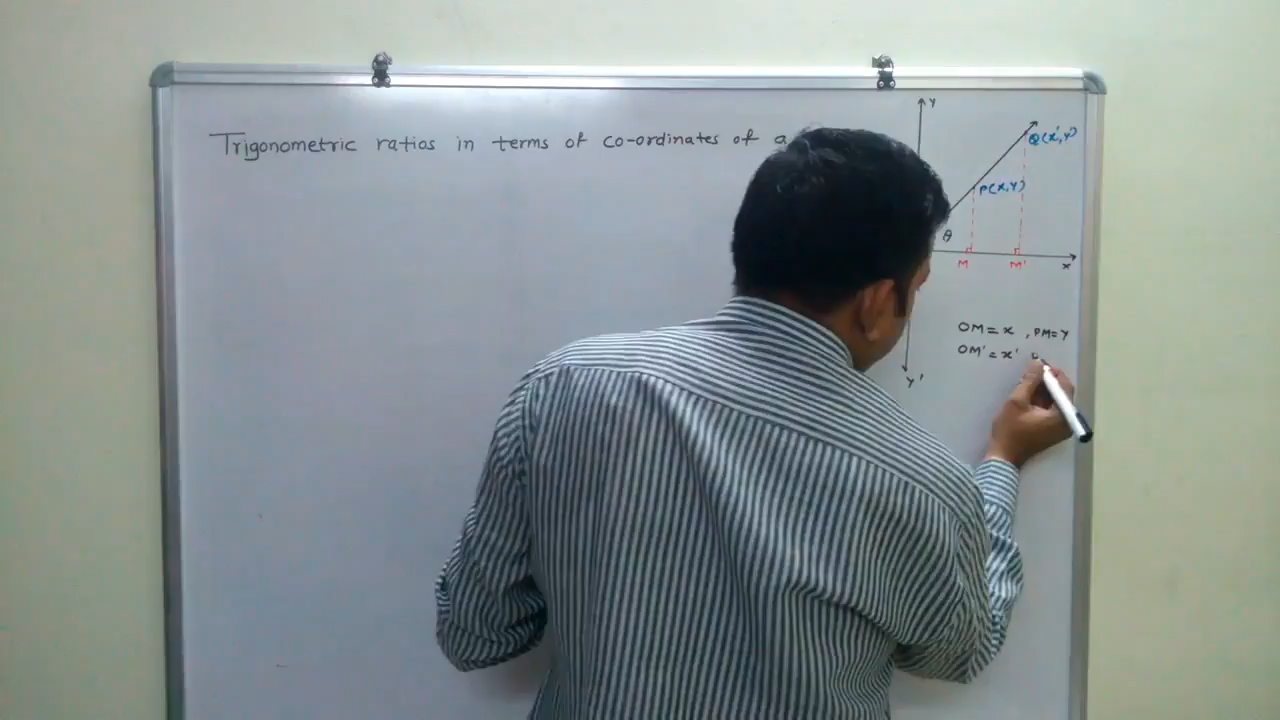 Trigonometric ratios in terms of co-ordinates of a
Y
Q(x',Y')
P(x,Y)
θ
M M' X
OM = x , PM = Y
OM' = x'
Y'